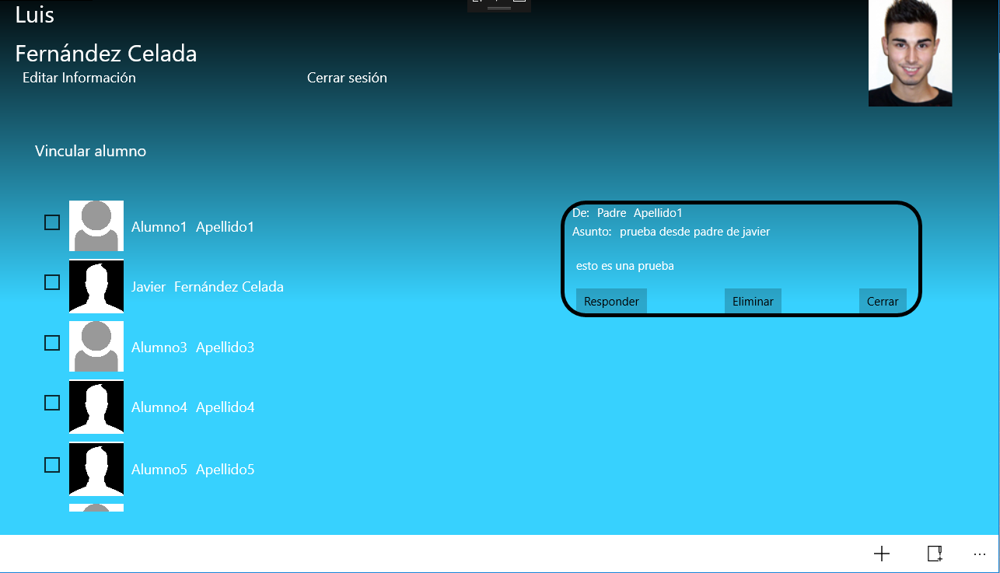 Luis
Fernández Celada
Editar Información
Cerrar sesión
Vincular alumno
Alumno1 Apellido1
Javier Fernández Celada
Alumno3 Apellido3
Alumno4 Apellido4
Alumno5 Apellido5
De: Padre Apellido1
Asunto: prueba desde padre de javier
esto es una prueba
Responder
Eliminar
Cerrar